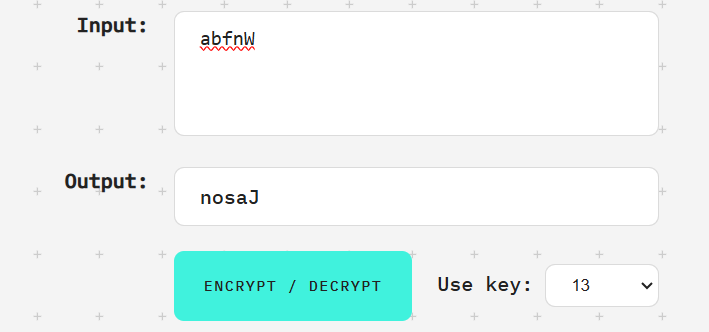 Input:
abfnW
Output:
nosaJ
ENCRYPT / DECRYPT
Use key:
13